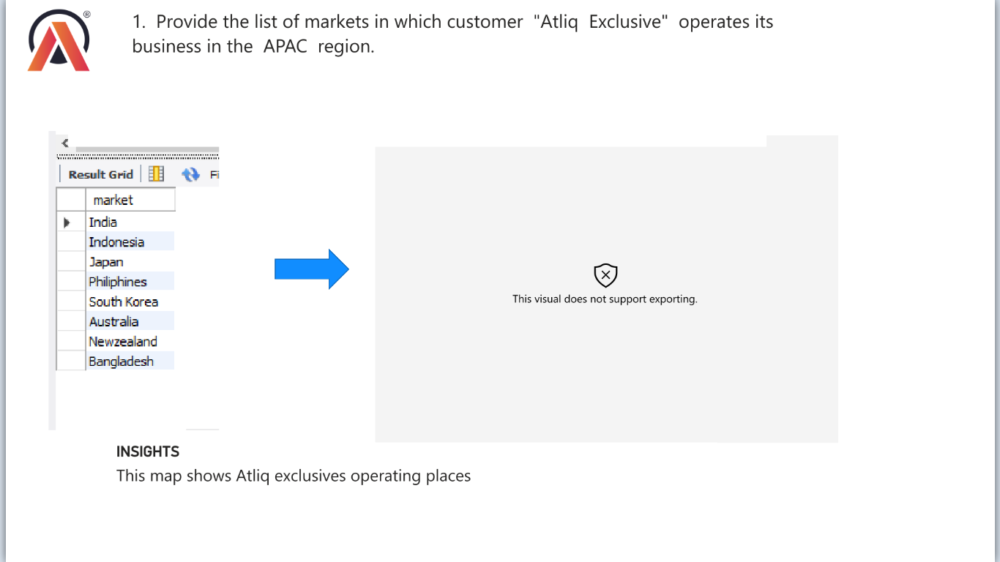 ®
1. Provide the list of markets in which customer "Atliq Exclusive" operates its
business in the APAC region.
Result Grid
Fi
market
India
Indonesia
Japan
Philiphines
South Korea
Australia
Newzealand
Bangladesh
This visual does not support exporting.
INSIGHTS
This map shows Atliq exclusives operating places